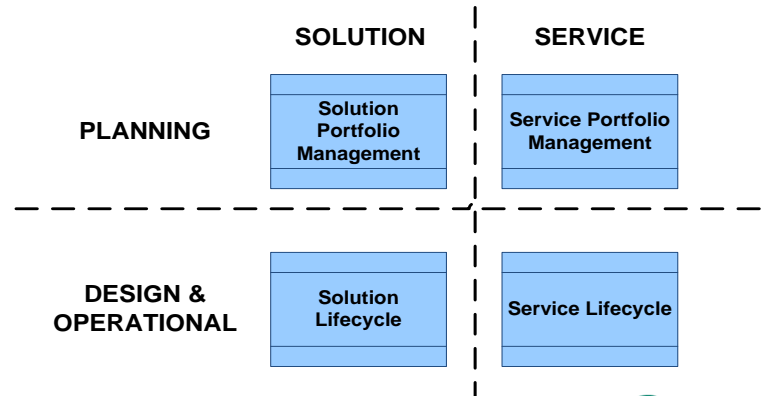 SOLUTION
SERVICE
PLANNING
Solution
Portfolio
Management
Service Portfolio
Management
DESIGN &
OPERATIONAL
Solution
Lifecycle
Service Lifecycle